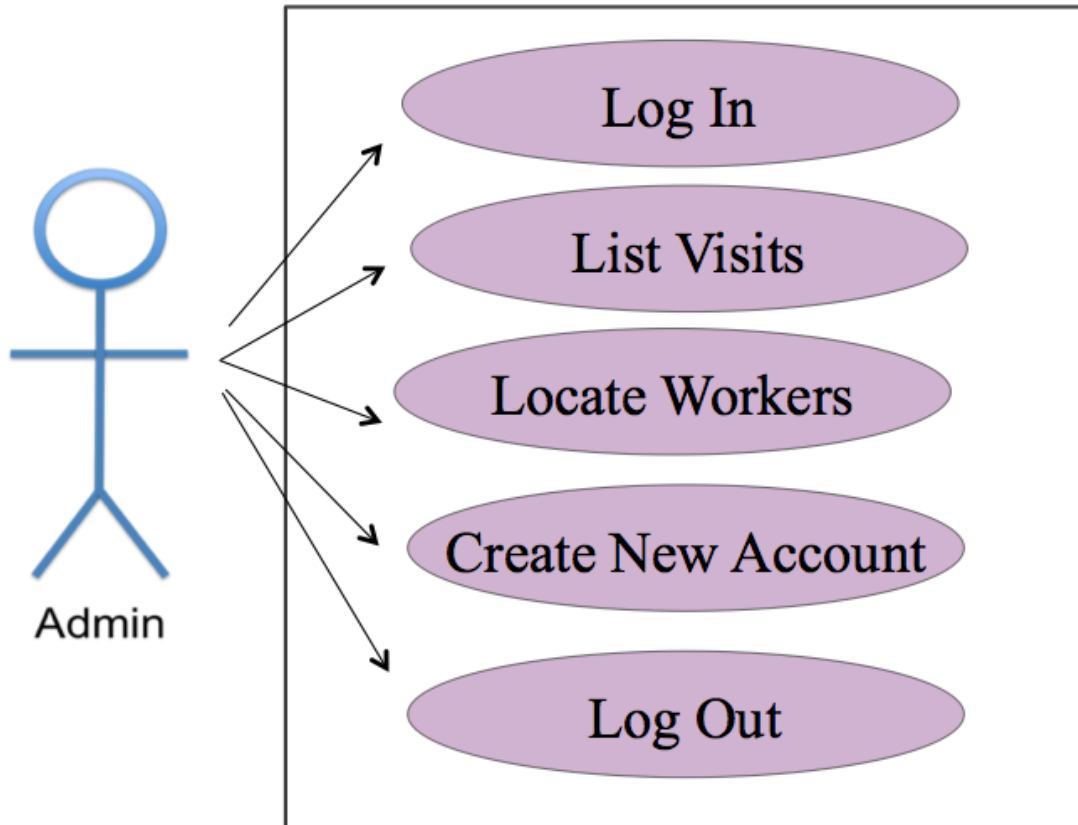 Log In
List Visits
Locate Workers
Create New Account
Log Out
Admin